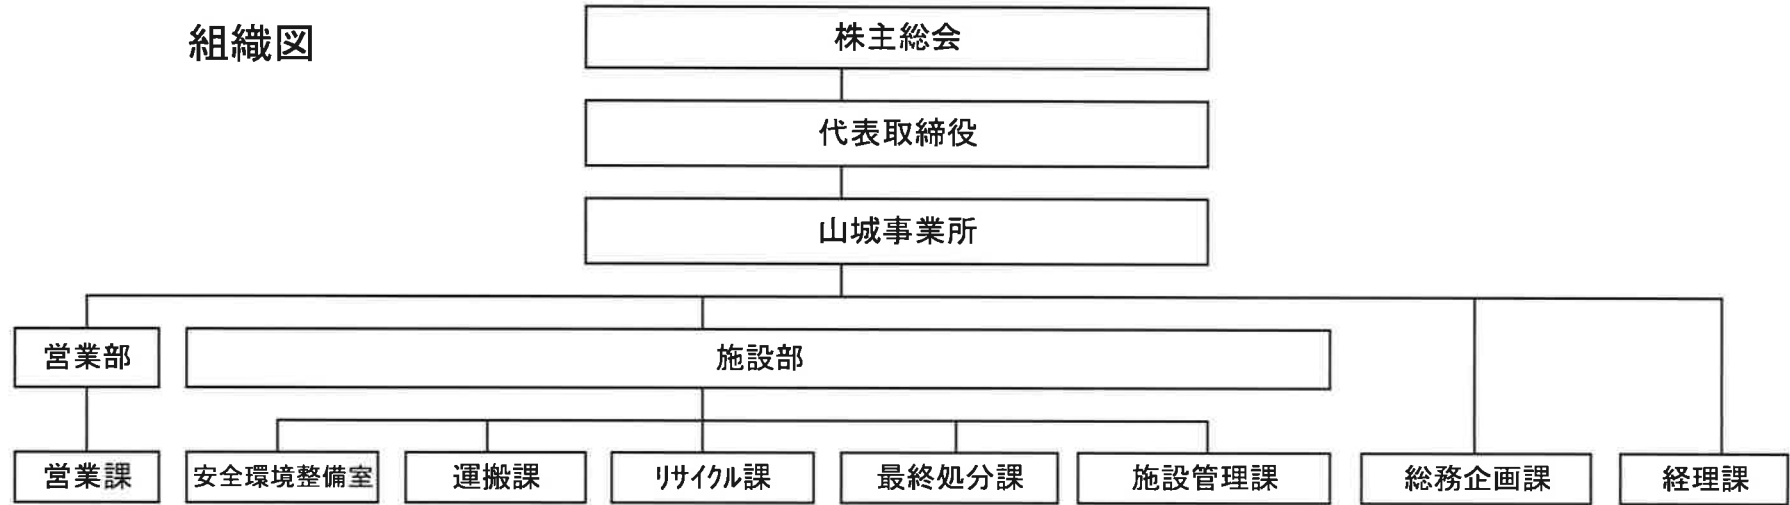 組織図
株主総会
代表取締役
山城事業所
営業部
施設部
営業課
安全環境整備室
運搬課
リサイクル課
最終処分課
施設管理課
総務企画課
経理課